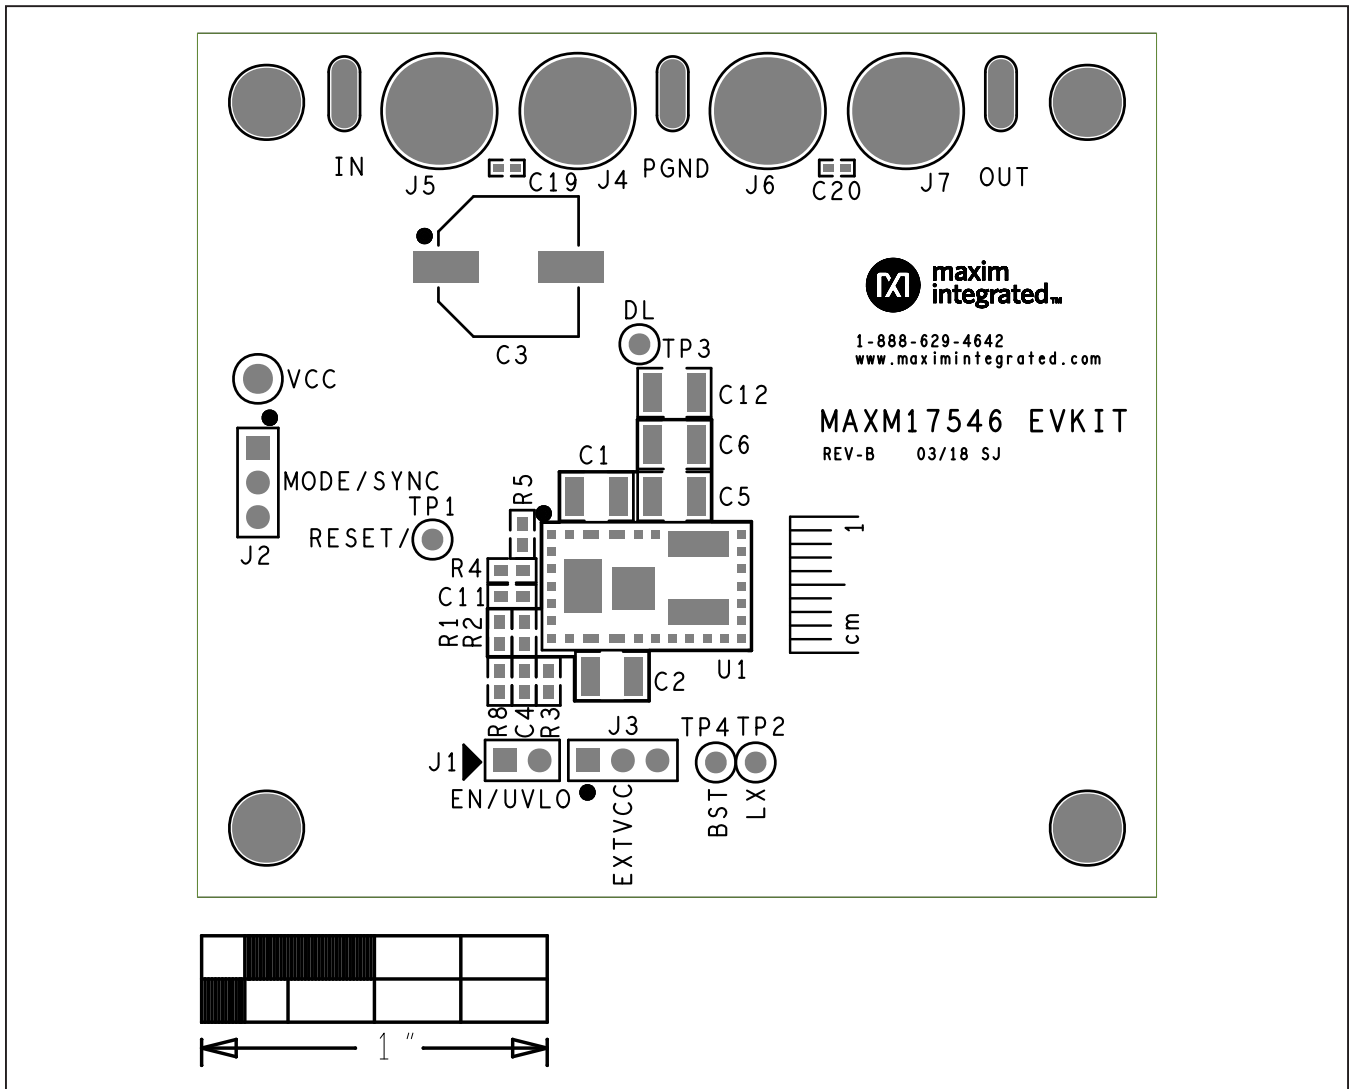 IN
J5
C19
J4
PGND
J6
C20
J7
OUT
C3
DL
TP3
maxim
integrated™
1-888-629-4642
www.maximintegrated.com
VCC
C12
MAXM17546 EVKIT
REV-B 03/18 SJ
C6
C1
MODE/SYNC
R5
C5
TP1
RESET/
J2
1
R4
C11
R1
R2
cm
U1
C2
R8
C4
R3
J3
TP4
TP2
J1
EN/UVLO
EXTVCC
BST
LX
1 "